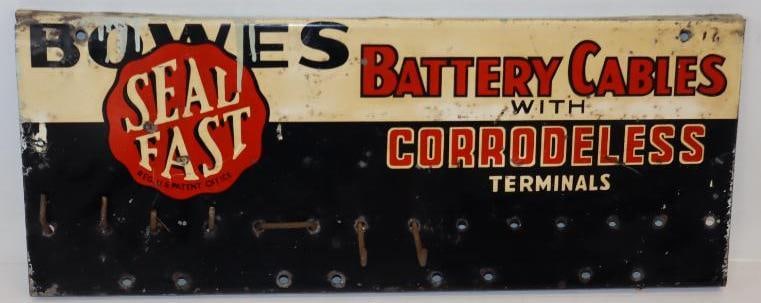 BOWES
SEAL
FAST
REG. U.S. PATENT OFFICE
BATTERY CABLES
WITH
CORRODELESS
TERMINALS